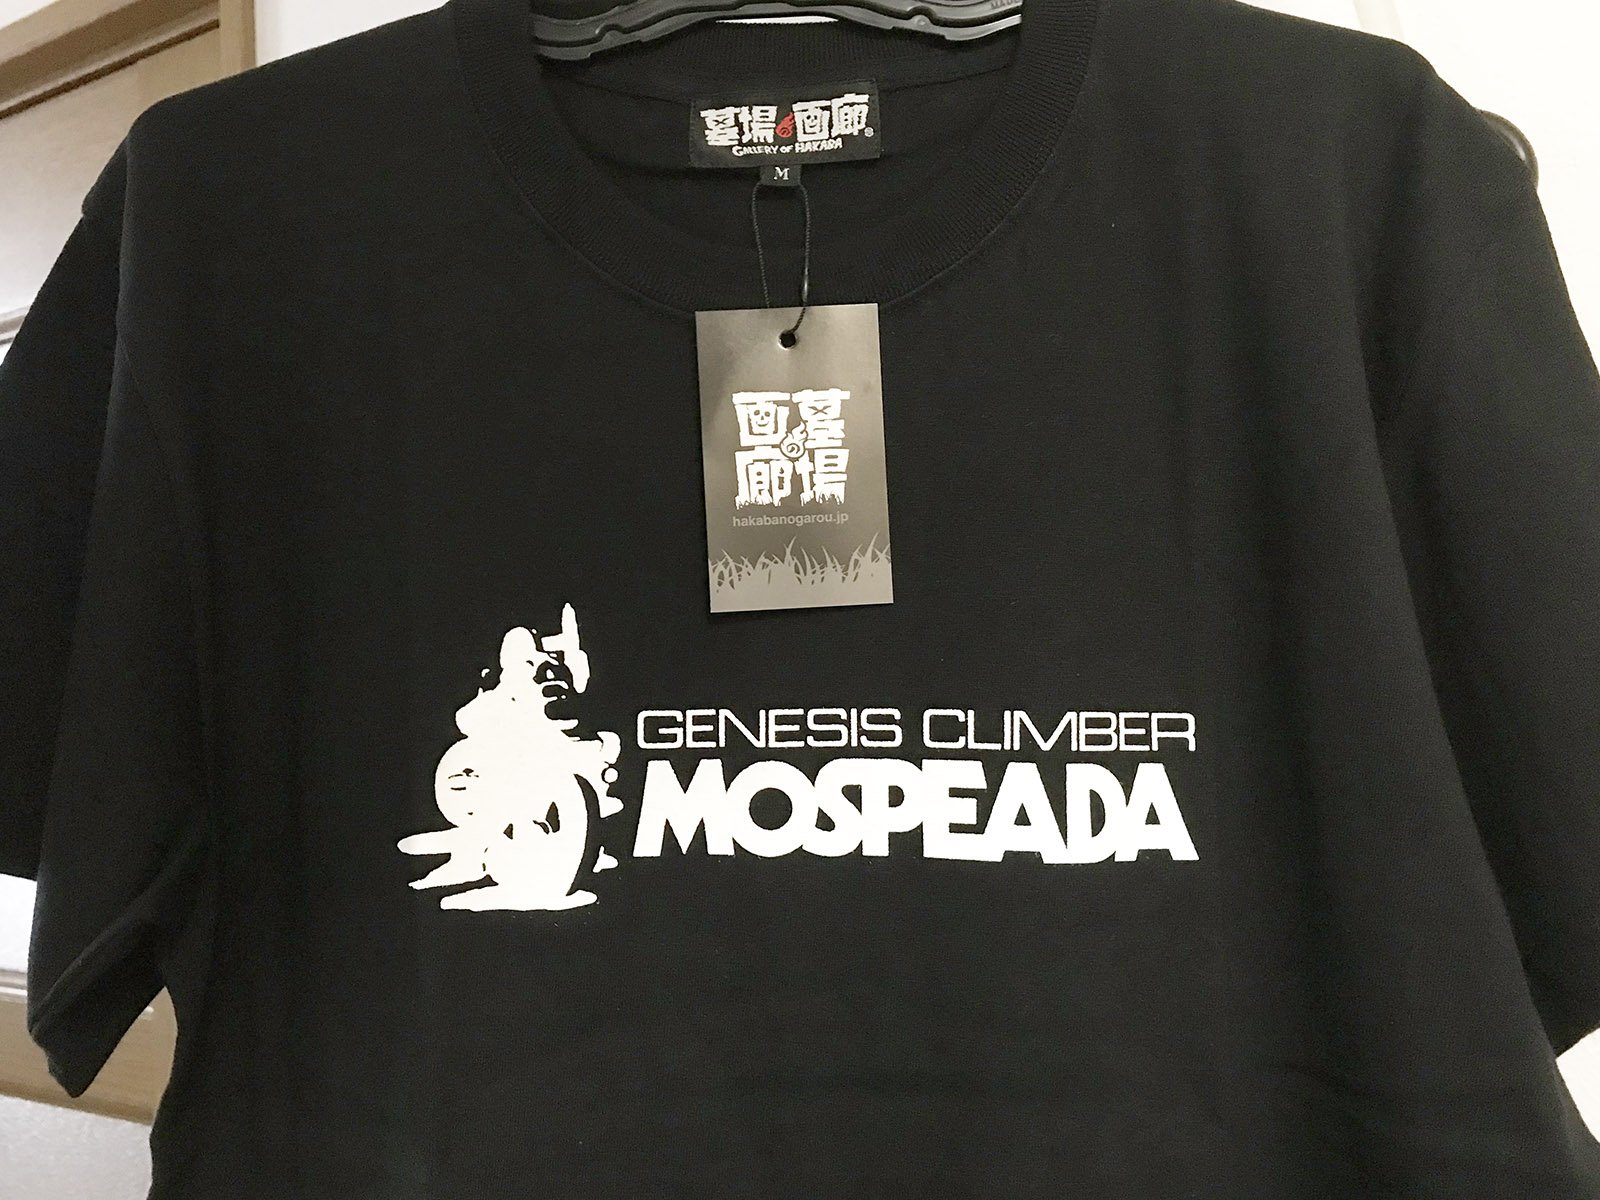 墓場の画廊®
GALLERY OF HAKABA
M
墓場の画廊
hakabanogarou.jp
GENESIS CLIMBER
MOSPEADA